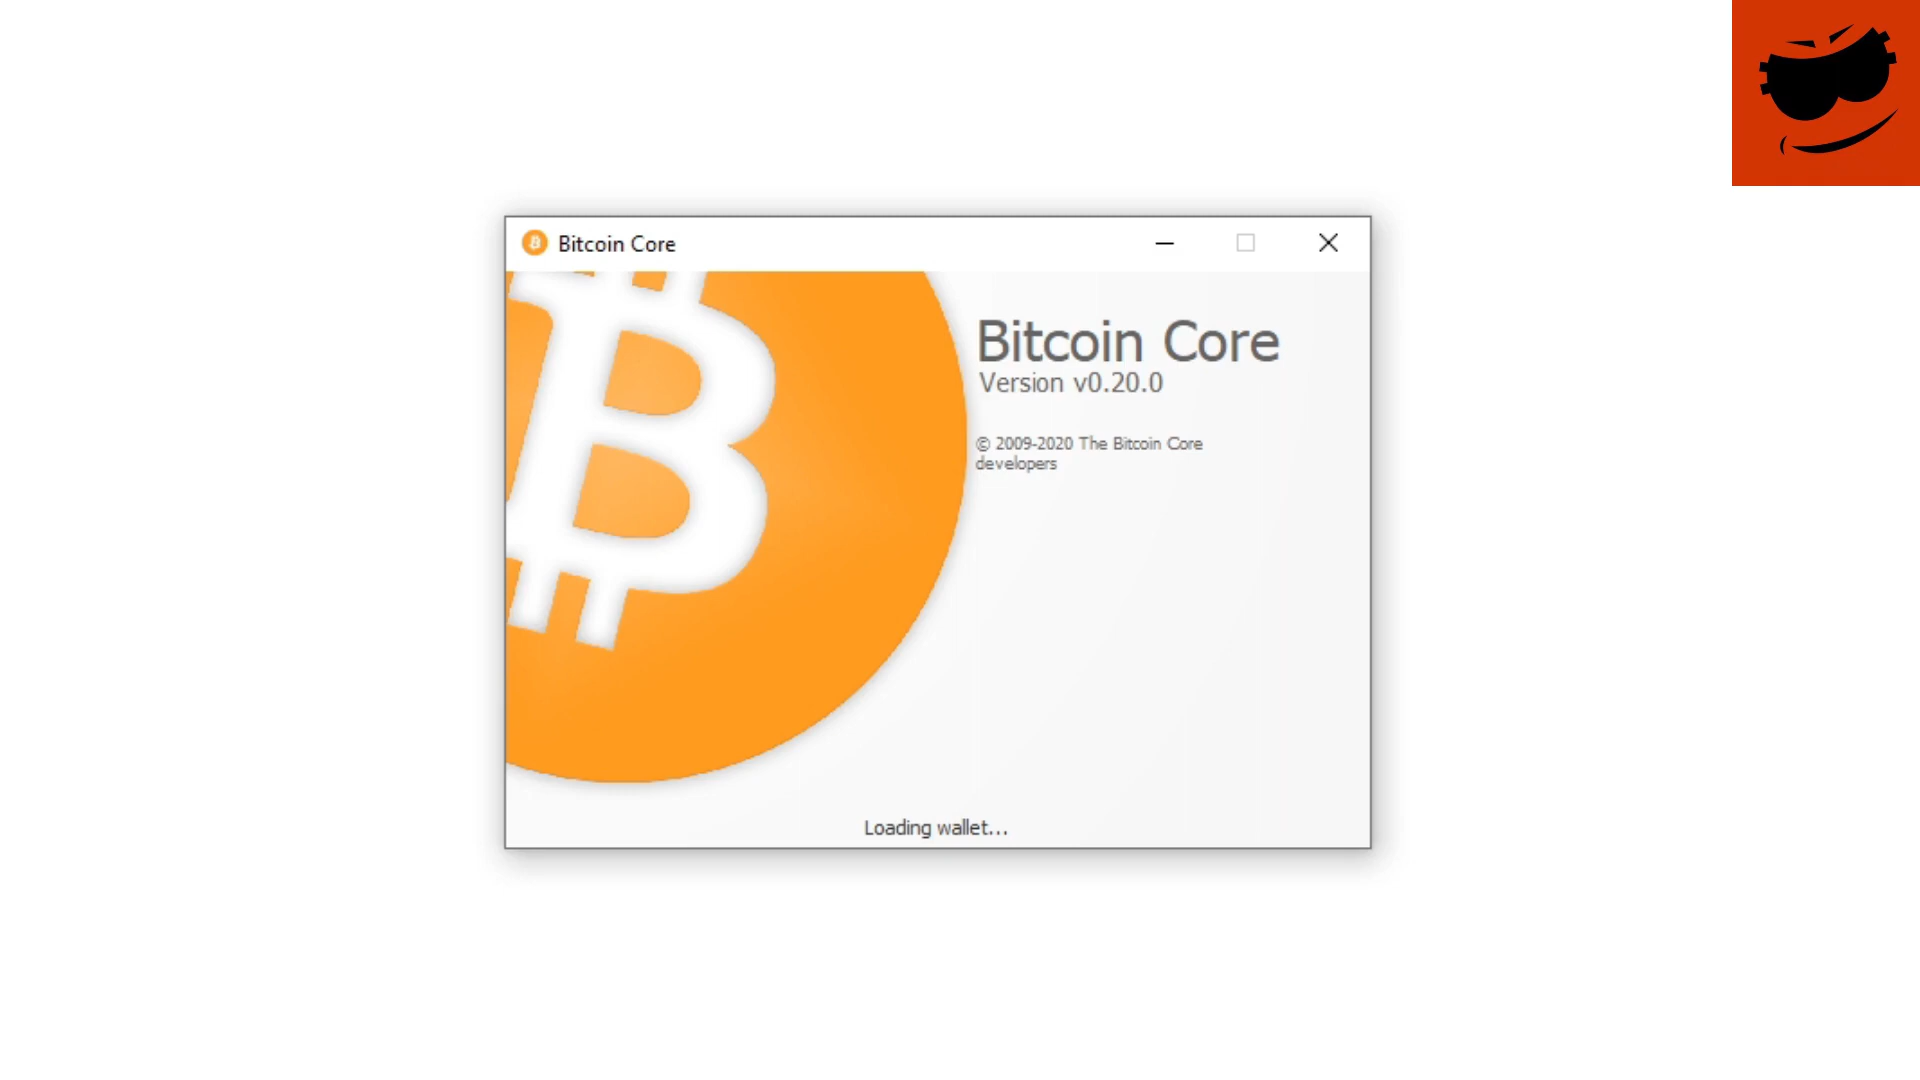 Bitcoin Core
Bitcoin Core
Version v0.20.0
© 2009-2020 The Bitcoin Core
developers
Loading wallet...